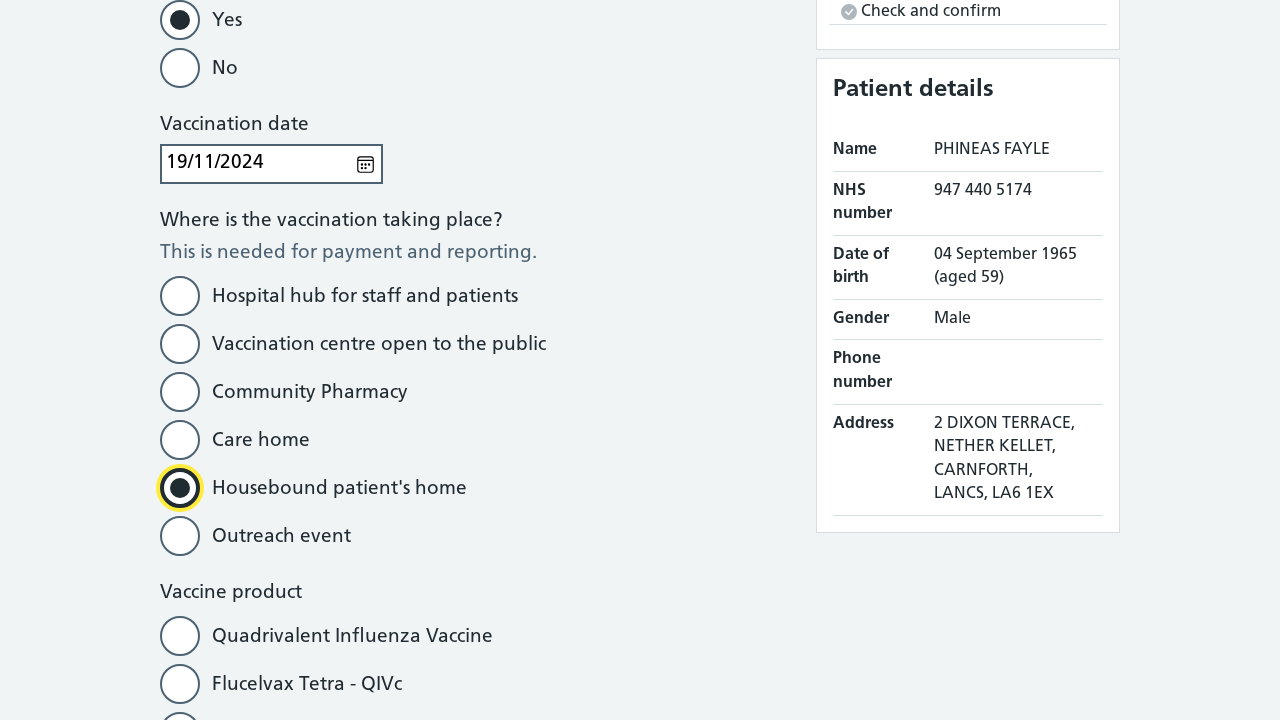 Yes
No
Vaccination date
19/11/2024
Where is the vaccination taking place?
This is needed for payment and reporting.
Hospital hub for staff and patients
Vaccination centre open to the public
Community Pharmacy
Care home
Housebound patient's home
Outreach event
Vaccine product
Quadrivalent Influenza Vaccine
Flucelvax Tetra - QIVc
Check and confirm
Patient details
Name PHINEAS FAYLE
NHS number 947 440 5174
Date of birth 04 September 1965
(aged 59)
Gender Male
Phone number
Address 2 DIXON TERRACE,
NETHER KELLET,
CARNFORTH,
LANCS, LA6 1EX